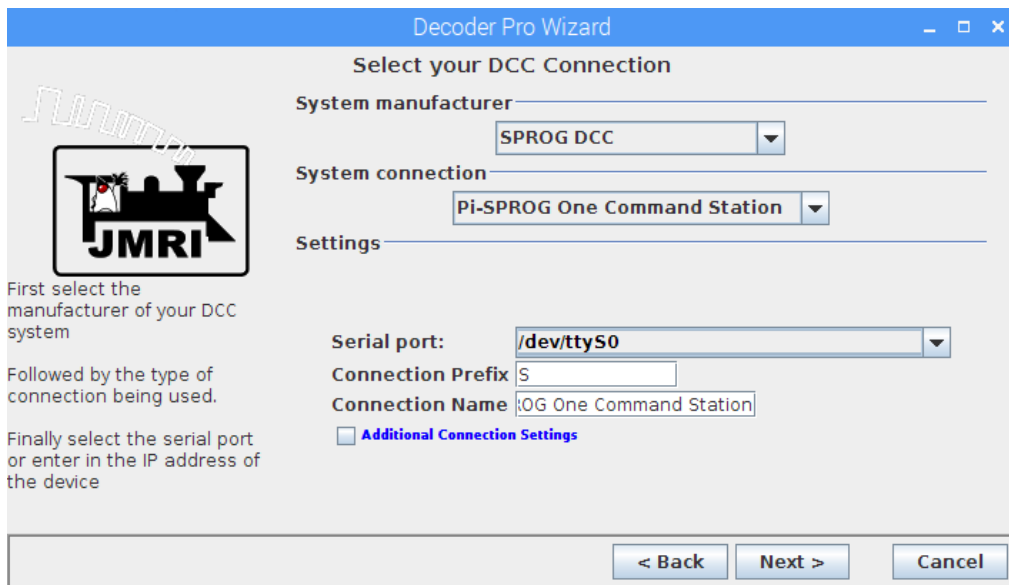 Decoder Pro Wizard
Select your DCC Connection
System manufacturer
SPROG DCC
System connection
Pi-SPROG One Command Station
Settings
JMRI
First select the
manufacturer of your DCC
system
Followed by the type of
connection being used.
Finally select the serial port
or enter in the IP address of
the device
Serial port: /dev/ttyS0
Connection Prefix S
Connection Name ROG One Command Station
Additional Connection Settings
< Back Next > Cancel